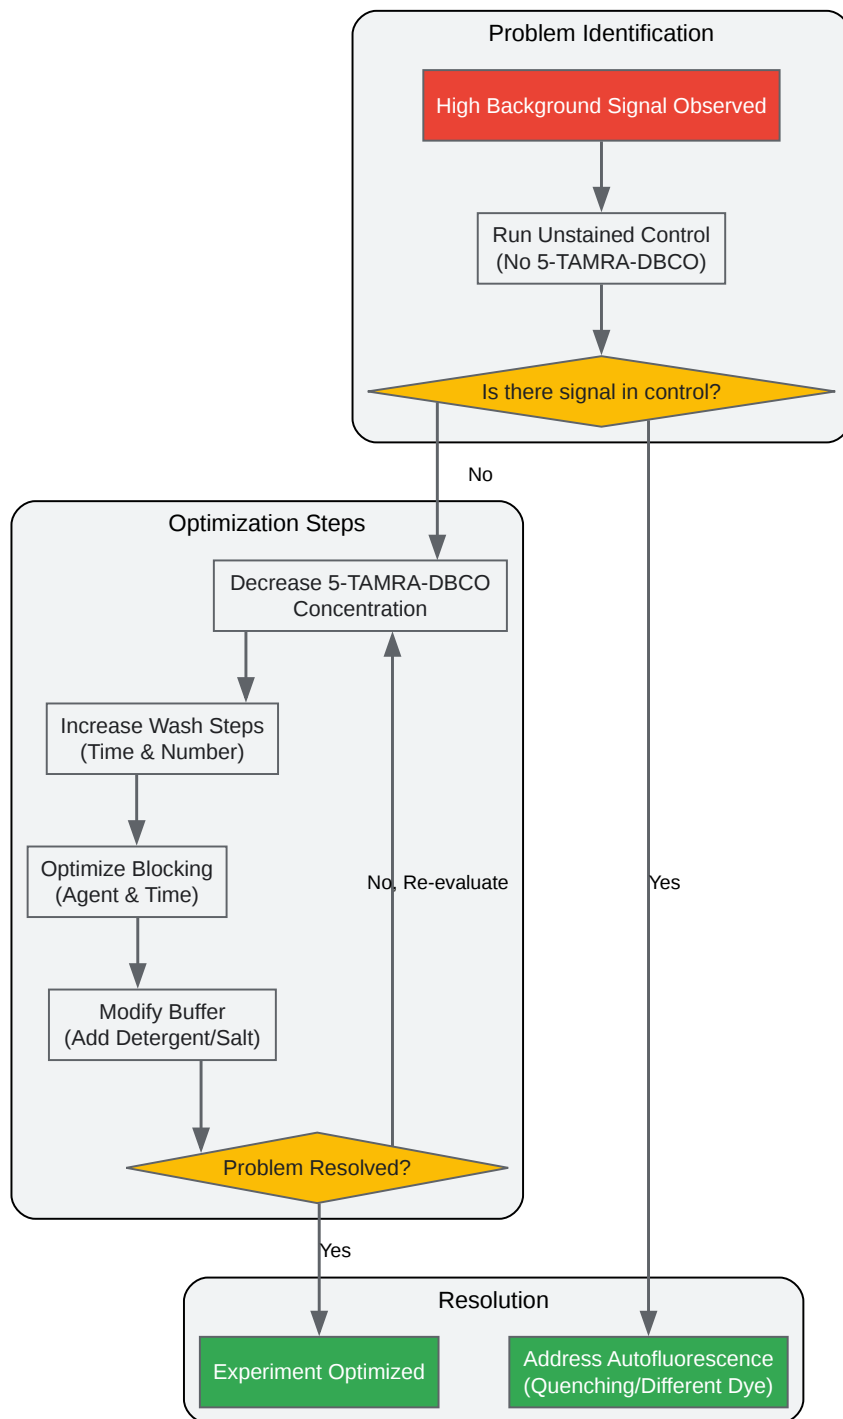 Problem Identification
High Background Signal Observed
Run Unstained Control
(No 5-TAMRA-DBCO)
Is there signal in control?
No
Optimization Steps
Decrease 5-TAMRA-DBCO
Concentration
Increase Wash Steps
(Time & Number)
Optimize Blocking
(Agent & Time)
No, Re-evaluate
Yes
Modify Buffer
(Add Detergent/Salt)
Problem Resolved?
Yes
Resolution
Experiment Optimized
Address Autofluorescence
(Quenching/Different Dye)